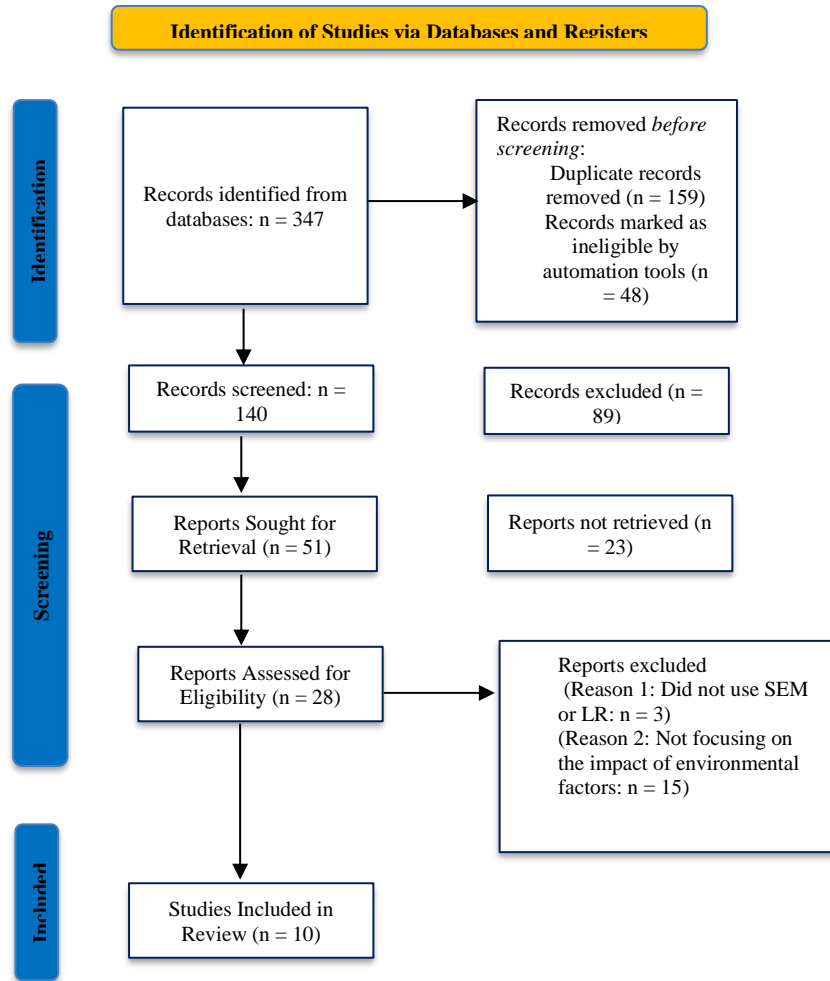 Identification of Studies via Databases and Registers
Identification
Records identified from
databases: n = 347
Records removed before
screening:
Duplicate records
removed (n = 159)
Records marked as
ineligible by
automation tools (n
= 48)
Screening
Records screened: n =
140
Records excluded (n =
89)
Reports Sought for
Retrieval (n = 51)
Reports not retrieved (n
= 23)
Reports Assessed for
Eligibility (n = 28)
Reports excluded
(Reason 1: Did not use SEM
or LR: n = 3)
(Reason 2: Not focusing on
the impact of environmental
factors: n = 15)
Included
Studies Included in
Review (n = 10)